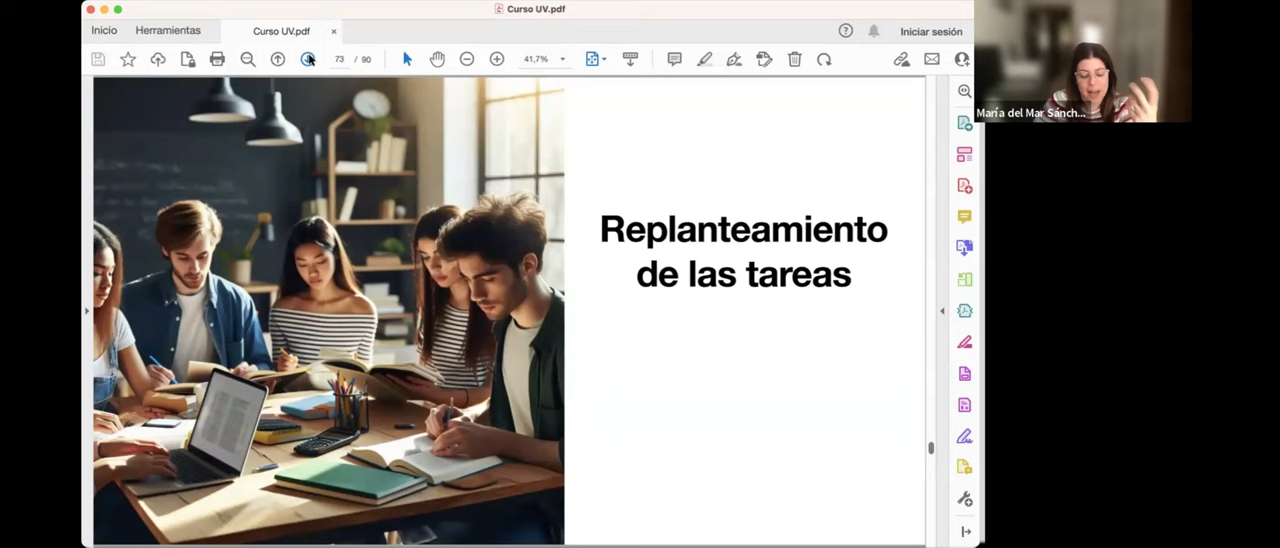 Curso UV.pdf
Inicio
Herramientas
Curso UV.pdf
Iniciar sesión
73 / 90
41,7%
María del Mar Sánch...
Replanteamiento
de las tareas